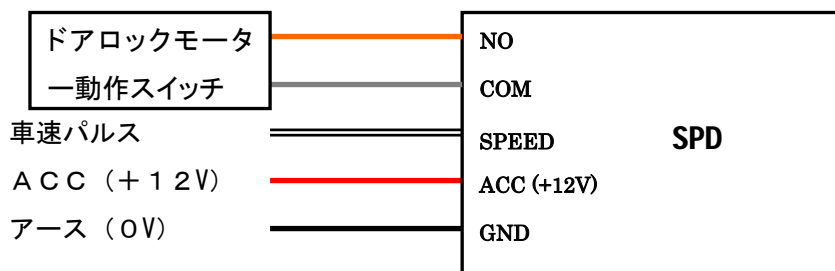 ドアロックモータ NO
一動作スイッチ COM
車速パルス SPEED SPD
ＡＣＣ（＋１２V） ACC (+12V)
アース（０V） GND